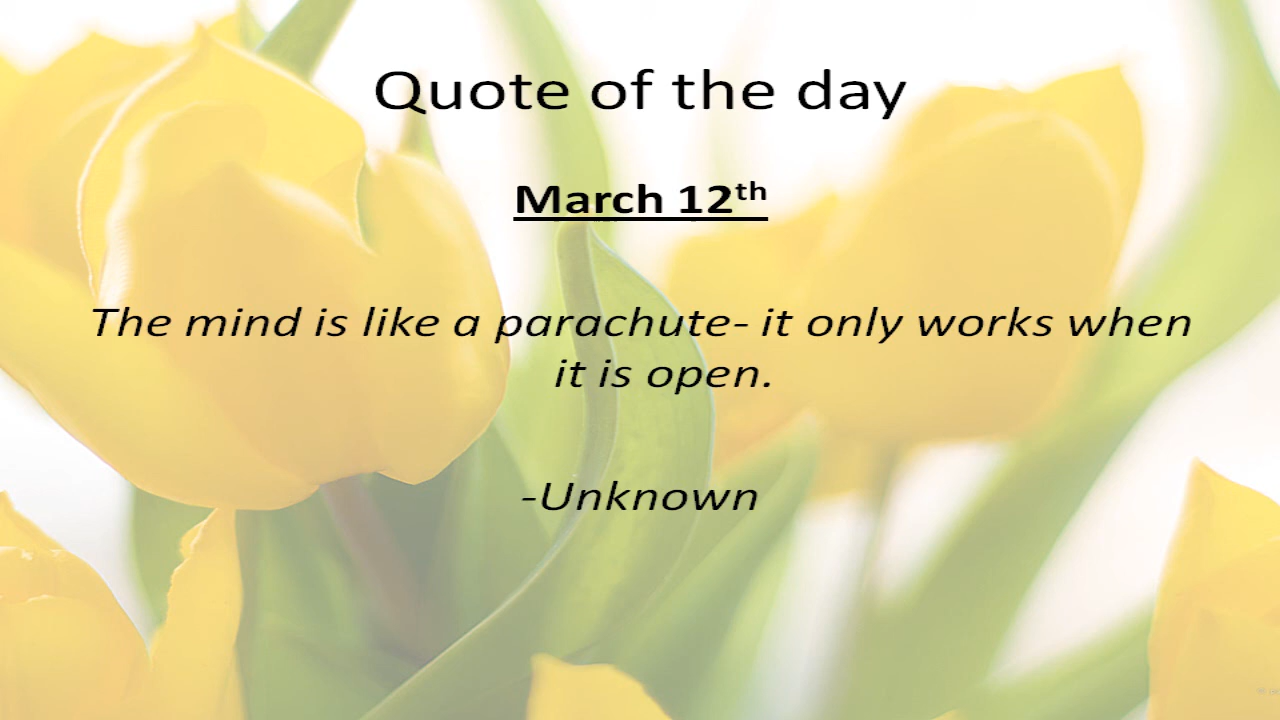 Quote of the day
March 12th
The mind is like a parachute- it only works when
it is open.
-Unknown